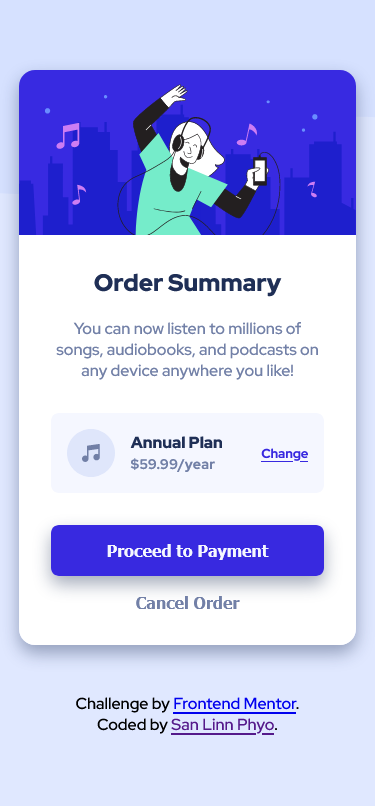 Order Summary
You can now listen to millions of
songs, audiobooks, and podcasts on
any device anywhere you like!
Annual Plan
$59.99/year
Change
Proceed to Payment
Cancel Order
Challenge by Frontend Mentor.
Coded by San Linn Phyo.